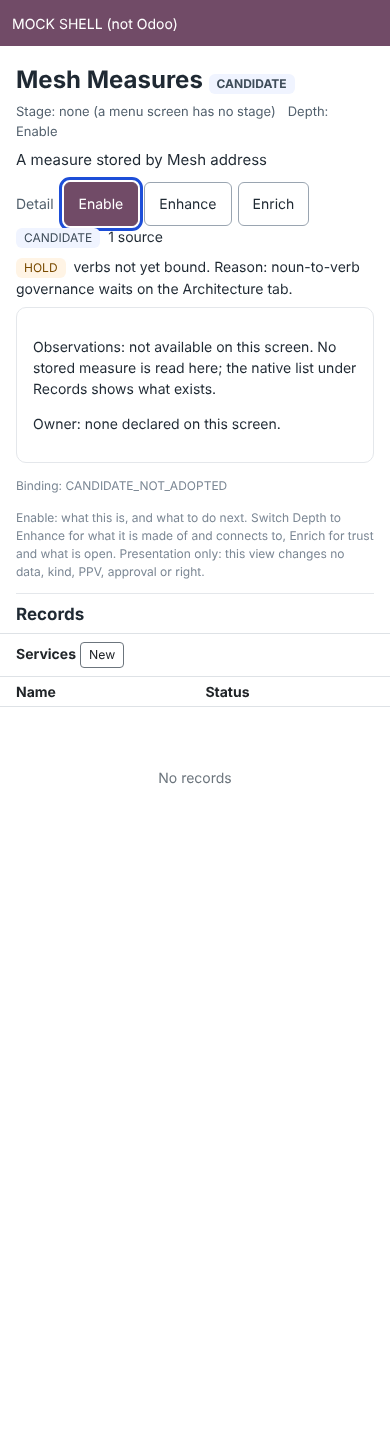 MOCK SHELL (not Odoo)
Mesh Measures CANDIDATE
Stage: none (a menu screen has no stage) Depth:
Enable
A measure stored by Mesh address
Detail Enable Enhance Enrich
CANDIDATE 1 source
HOLD verbs not yet bound. Reason: noun-to-verb
governance waits on the Architecture tab.
Observations: not available on this screen. No
stored measure is read here; the native list under
Records shows what exists.
Owner: none declared on this screen.
Binding: CANDIDATE_NOT_ADOPTED
Enable: what this is, and what to do next. Switch Depth to
Enhance for what it is made of and connects to, Enrich for trust
and what is open. Presentation only: this view changes no
data, kind, PPV, approval or right.
Records
Services New
Name Status
No records